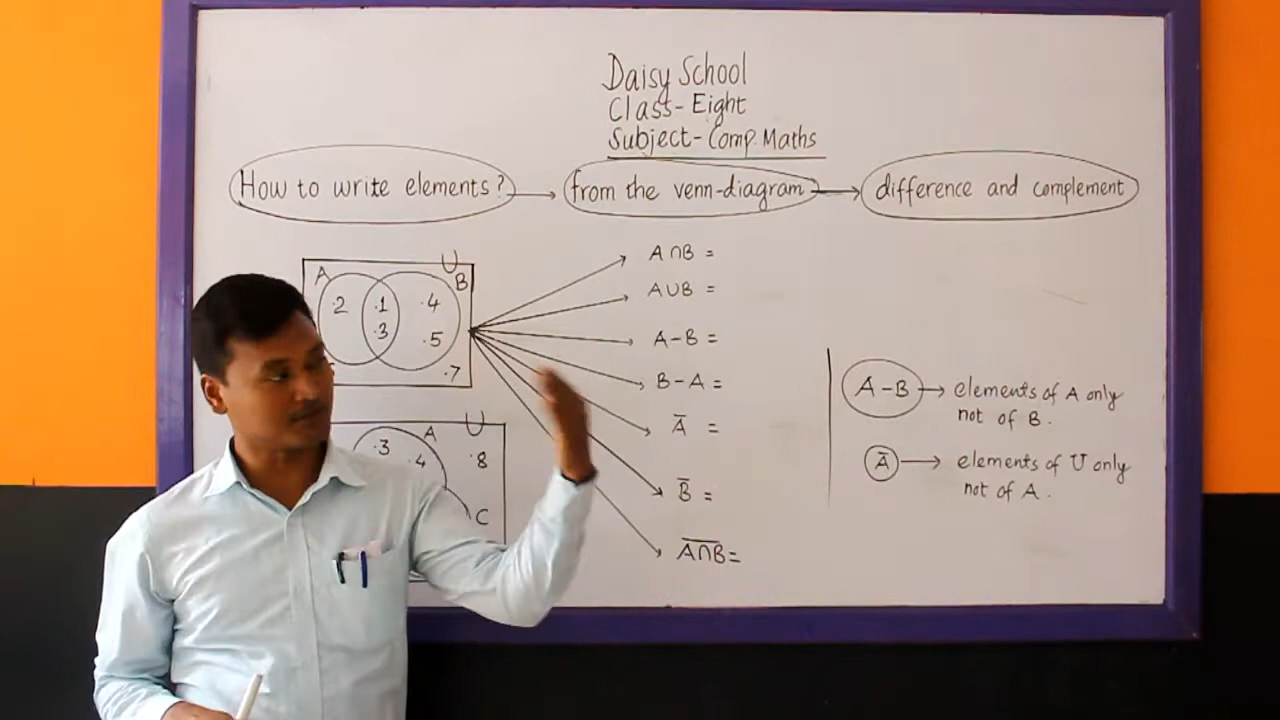 Daisy School
Class-Eight
Subject-Comp. Maths
How to write elements? → from the venn-diagram → difference and complement
U
A B
.2 .1 .4
.3 .5
.7
A∩B =
A∪B =
A-B =
B-A =
A̅ =
B̅ =
A̅∩̅B̅ =
A U
.3 .4 .8
C
A-B → elements of A only
not of B.
A̅ → elements of U only
not of A.